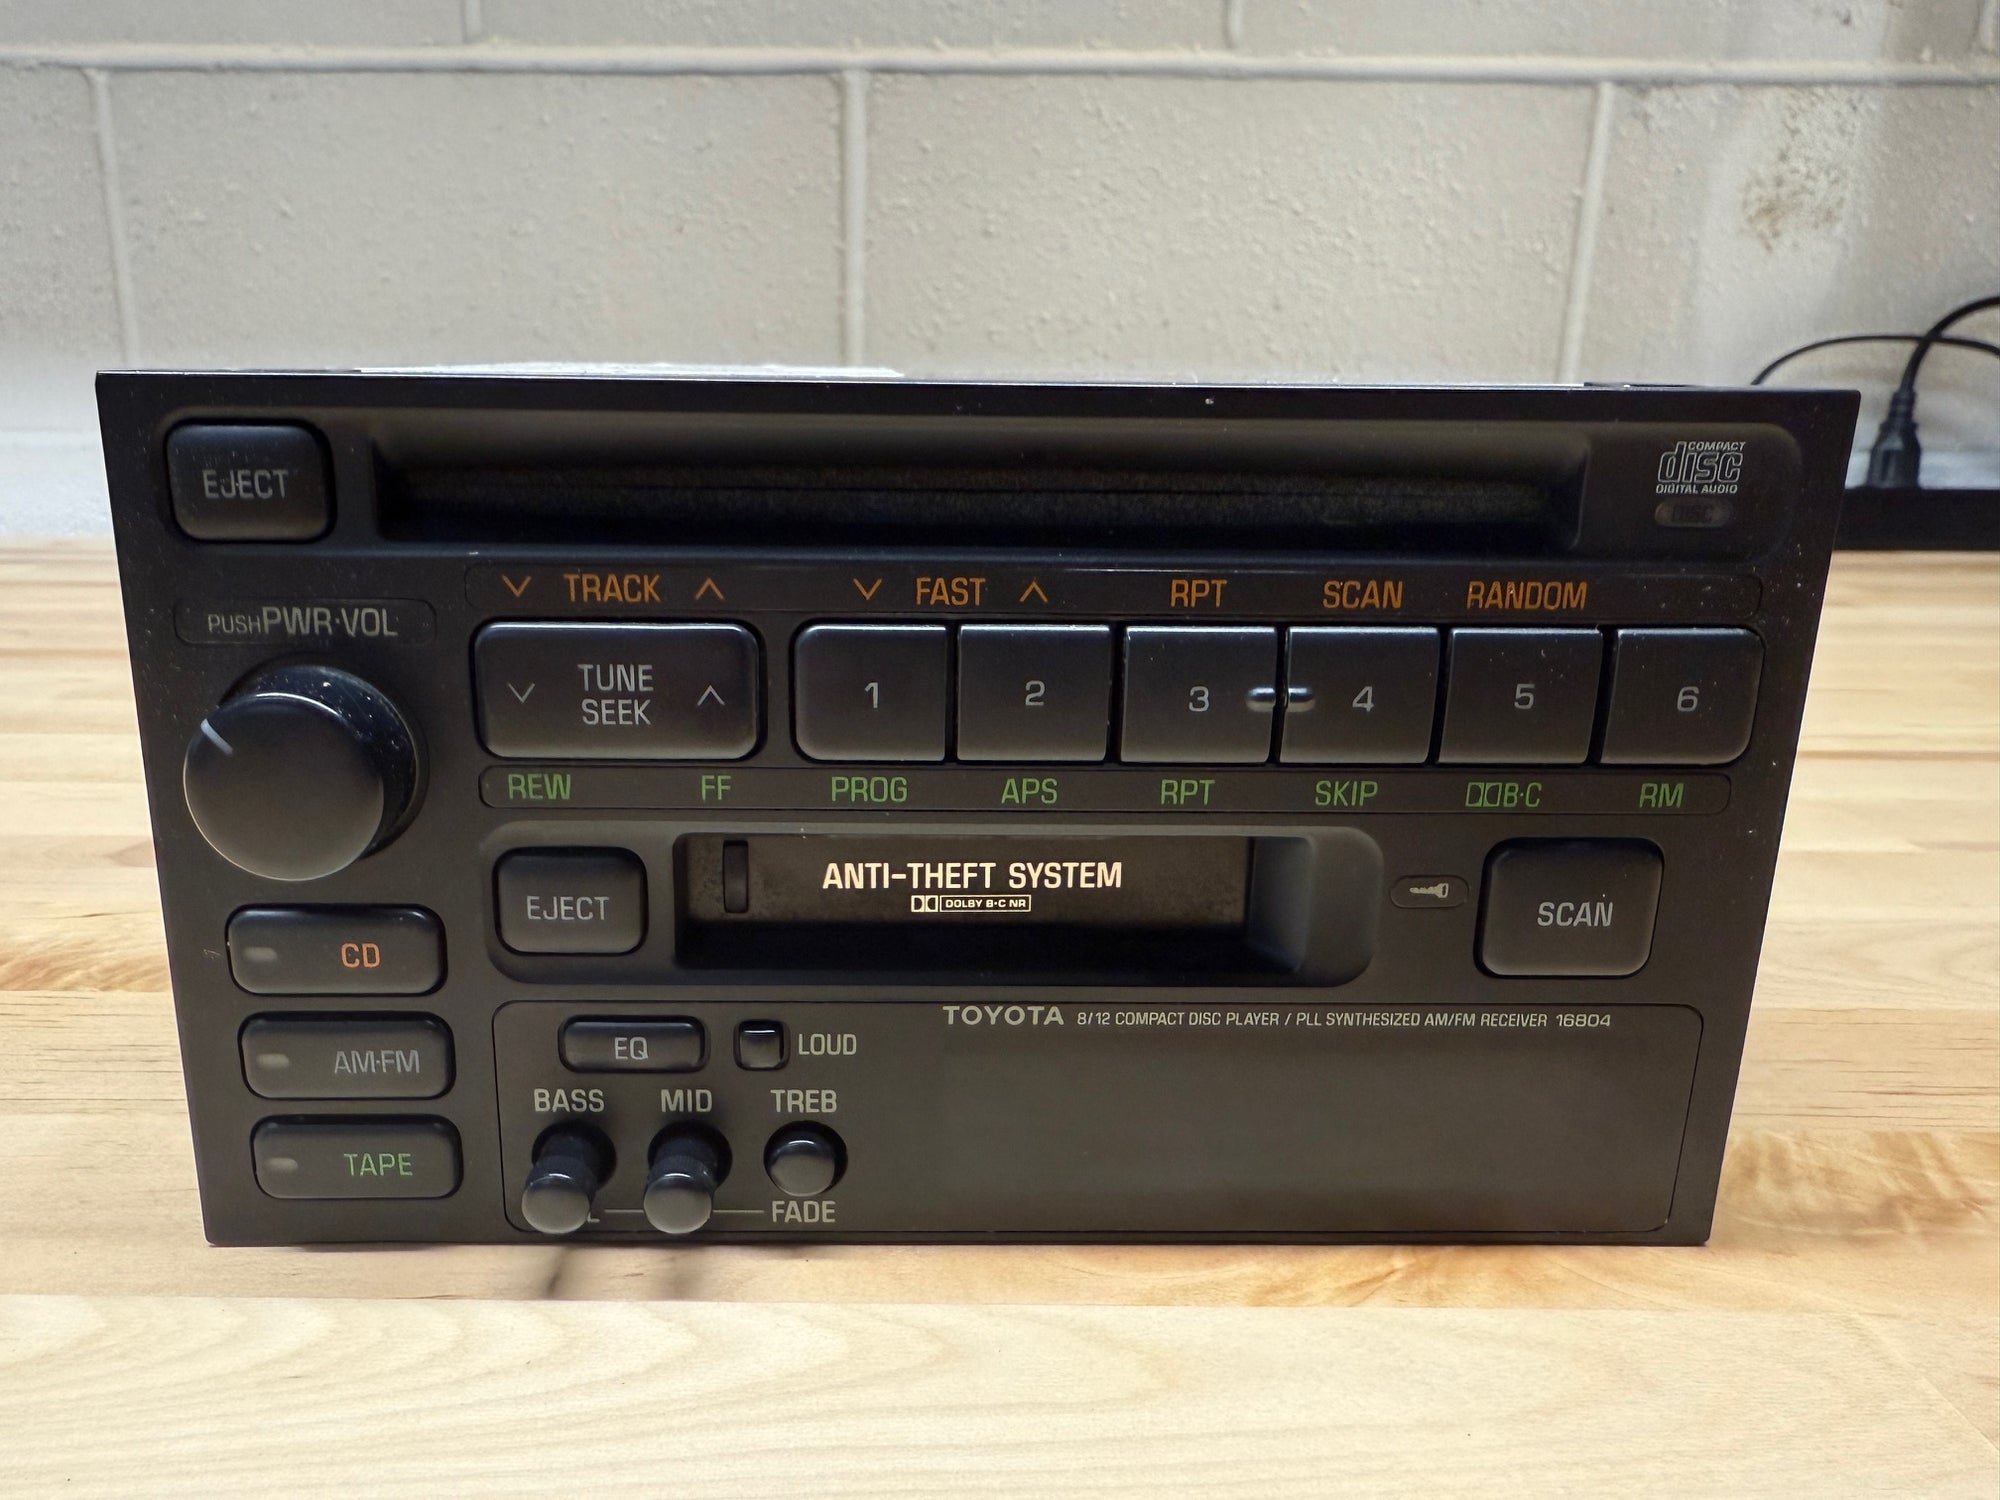 EJECT
COMPACT
disc
DIGITAL AUDIO
DISC
TRACK FAST RPT SCAN RANDOM
PUSH PWR·VOL
TUNE
SEEK
1 2 3 4 5 6
REW FF PROG APS RPT SKIP B·C RM
EJECT
ANTI-THEFT SYSTEM
DOLBY B·C NR
SCAN
CD
AM·FM
TAPE
TOYOTA 8/12 COMPACT DISC PLAYER / PLL SYNTHESIZED AM/FM RECEIVER 16804
EQ LOUD
BASS MID TREB
FADE